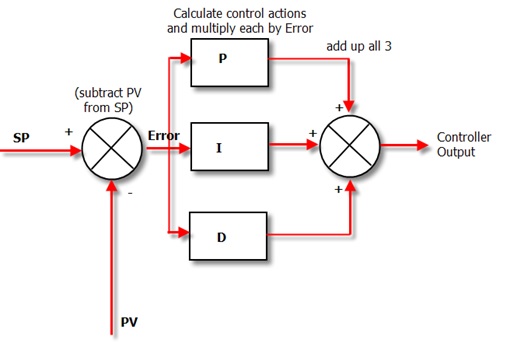 Calculate control actions
and multiply each by Error
add up all 3
P
(subtract PV
from SP)
+
SP
+
Error
I
+
Controller
Output
-
+
D
PV